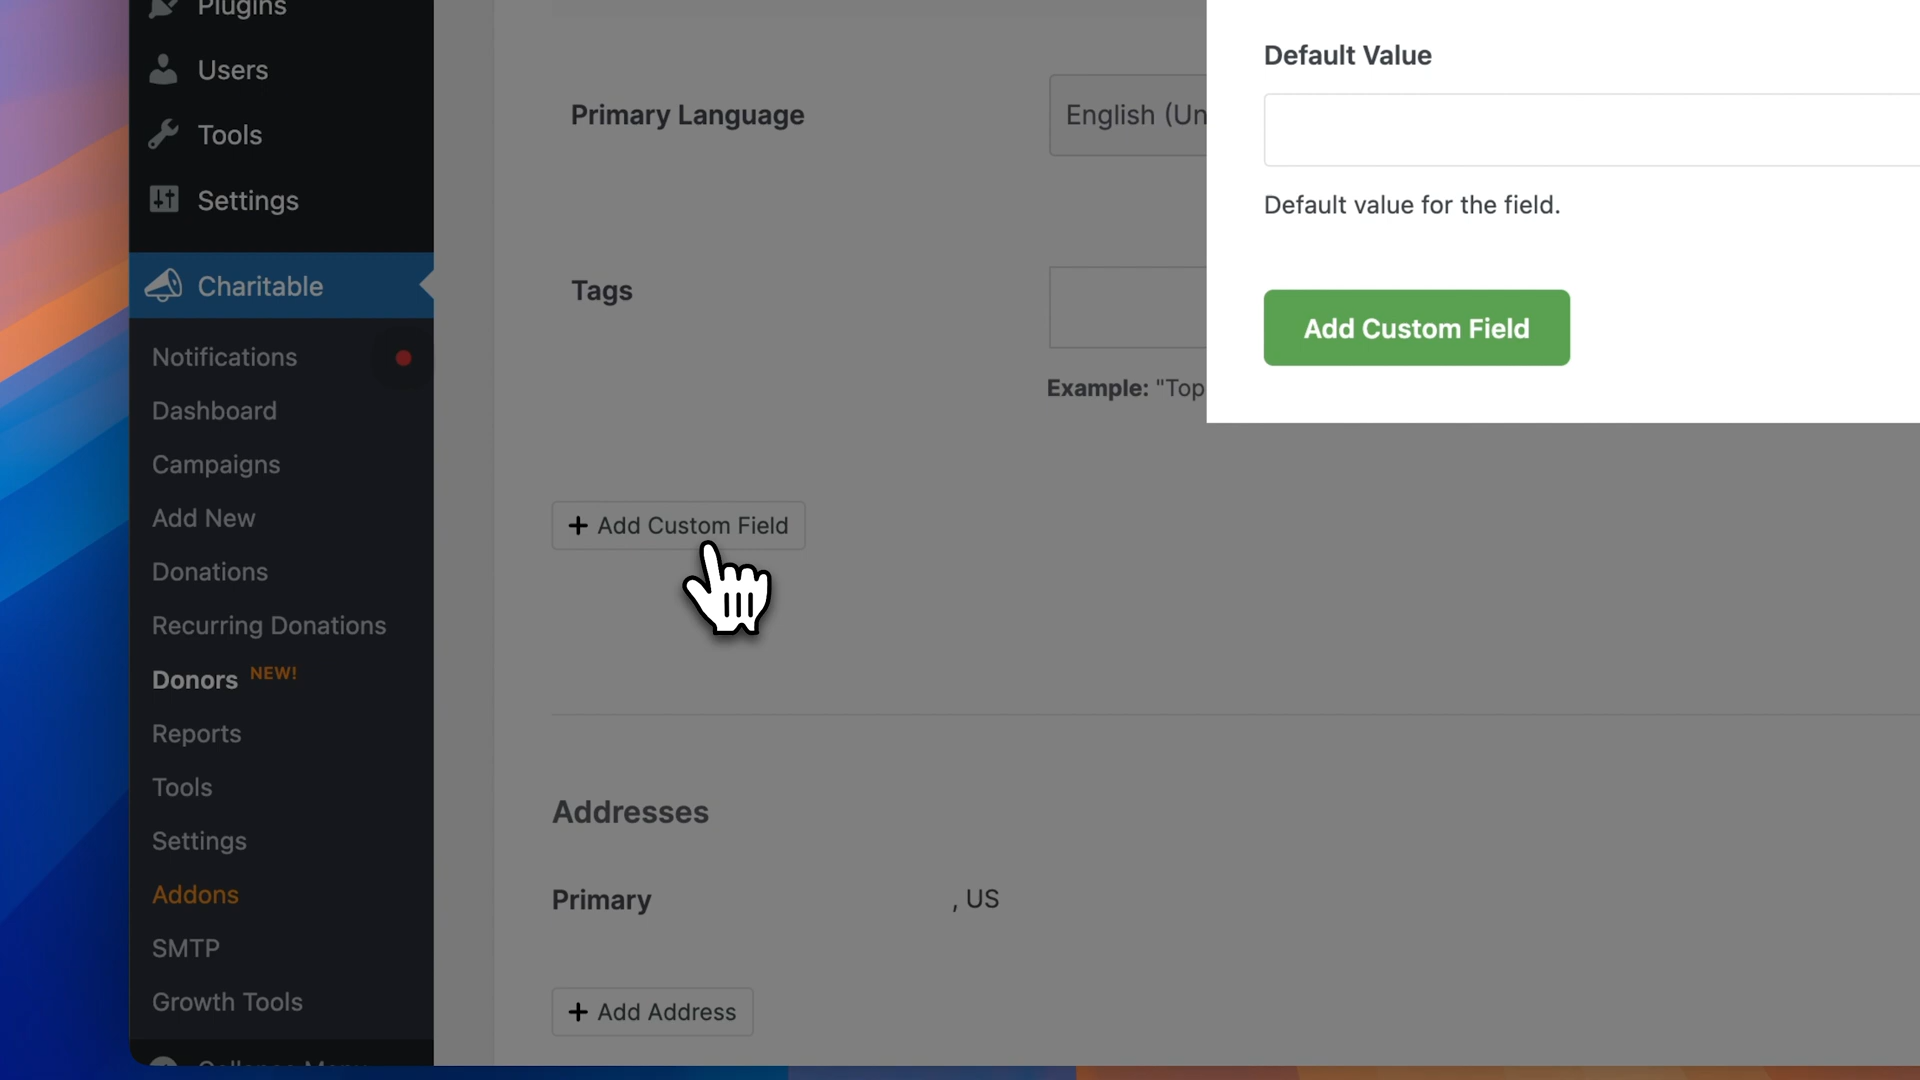 Plugins
Users
Tools
Settings
Charitable
Notifications
Dashboard
Campaigns
Add New
Donations
Recurring Donations
Donors NEW!
Reports
Tools
Settings
Addons
SMTP
Growth Tools
Primary Language
English (Un
Tags
Example: "Top
+ Add Custom Field
Addresses
Primary
, US
+ Add Address
Default Value
Default value for the field.
Add Custom Field